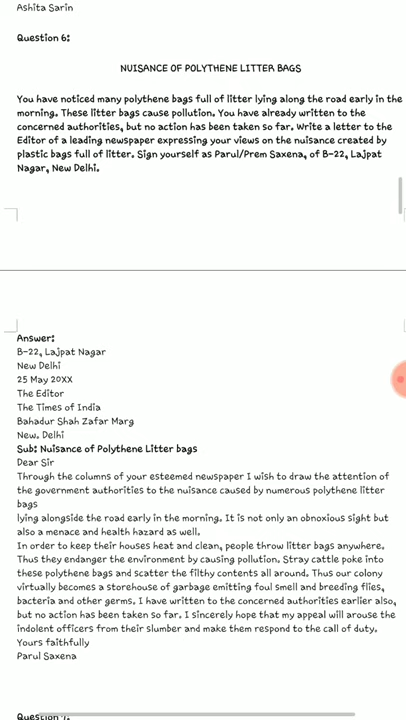 Ashita Sarin
Question 6:
NUISANCE OF POLYTHENE LITTER BAGS
You have noticed many polythene bags full of litter lying along the road early in the
morning. These litter bags cause pollution. You have already written to the
concerned authorities, but no action has been taken so far. Write a letter to the
Editor of a leading newspaper expressing your views on the nuisance created by
plastic bags full of litter. Sign yourself as Parul/Prem Saxena, of B-22, Lajpat
Nagar, New Delhi.
Answer:
B-22, Lajpat Nagar
New Delhi
25 May 20XX
The Editor
The Times of India
Bahadur Shah Zafar Marg
New. Delhi
Sub: Nuisance of Polythene Litter bags
Dear Sir
Through the columns of your esteemed newspaper I wish to draw the attention of
the government authorities to the nuisance caused by numerous polythene litter
bags
lying alongside the road early in the morning. It is not only an obnoxious sight but
also a menace and health hazard as well.
In order to keep their houses heat and clean, people throw litter bags anywhere.
Thus they endanger the environment by causing pollution. Stray cattle poke into
these polythene bags and scatter the filthy contents all around. Thus our colony
virtually becomes a storehouse of garbage emitting foul smell and breeding flies,
bacteria and other germs. I have written to the concerned authorities earlier also,
but no action has been taken so far. I sincerely hope that my appeal will arouse the
indolent officers from their slumber and make them respond to the call of duty.
Yours faithfully
Parul Saxena
Question 7: